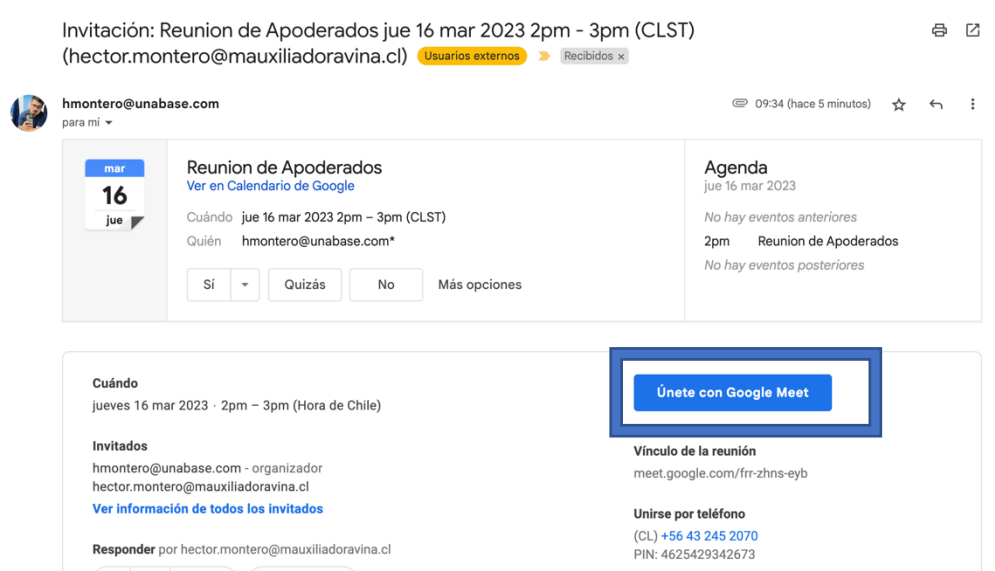 Invitación: Reunion de Apoderados jue 16 mar 2023 2pm - 3pm (CLST)
(hector.montero@mauxiliadoravina.cl) Usuarios externos Recibidos ×
hmontero@unabase.com 09:34 (hace 5 minutos)
para mí
mar
16
jue
Reunion de Apoderados
Ver en Calendario de Google
Cuándo jue 16 mar 2023 2pm – 3pm (CLST)
Quién hmontero@unabase.com*
Sí Quizás No Más opciones
Agenda
jue 16 mar 2023
No hay eventos anteriores
2pm Reunion de Apoderados
No hay eventos posteriores
Cuándo
jueves 16 mar 2023 · 2pm – 3pm (Hora de Chile)
Invitados
hmontero@unabase.com - organizador
hector.montero@mauxiliadoravina.cl
Ver información de todos los invitados
Responder por hector.montero@mauxiliadoravina.cl
Únete con Google Meet
Vínculo de la reunión
meet.google.com/frr-zhns-eyb
Unirse por teléfono
(CL) +56 43 245 2070
PIN: 4625429342673